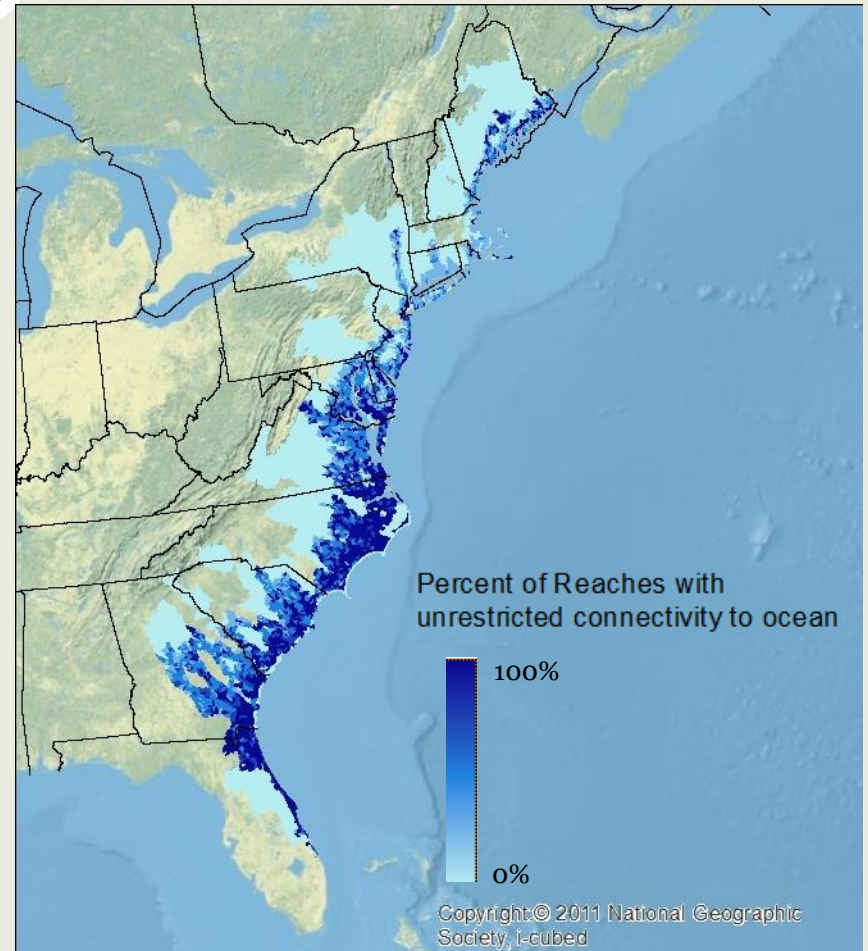 Percent of Reaches with
unrestricted connectivity to ocean
100%
0%
Copyright:© 2011 National Geographic
Society, i-cubed